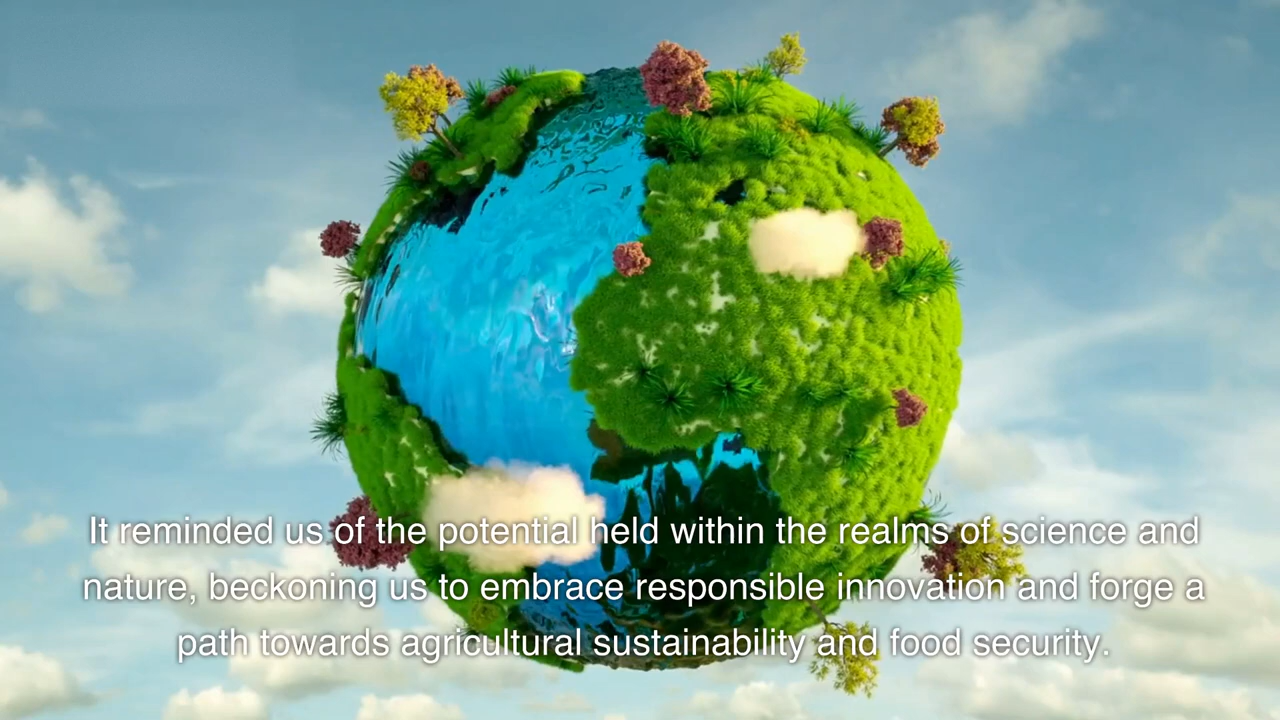 It reminded us of the potential held within the realms of science and
nature, beckoning us to embrace responsible innovation and forge a
path towards agricultural sustainability and food security.